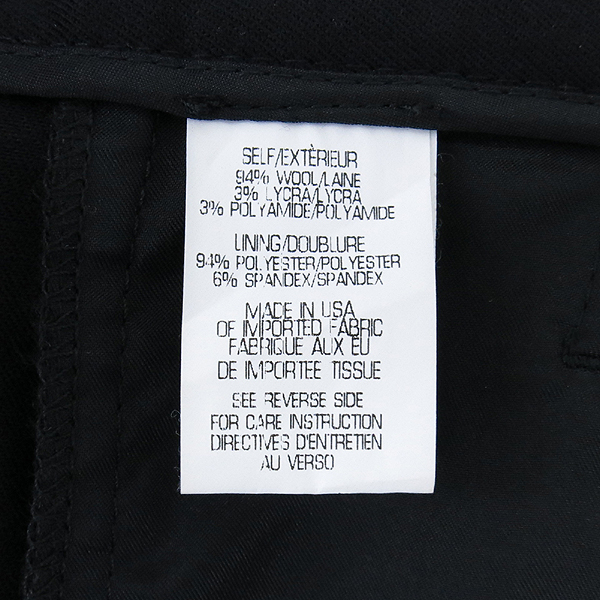 SELF/EXTÈRIEUR
94% WOOL/LAINE
3% LYCRA/LYCRA
3% POLYAMIDE/POLYAMIDE
LINING/DOUBLURE
94% POLYESTER/POLYESTER
6% SPANDEX/SPANDEX
MADE IN USA
OF IMPORTED FABRIC
FABRIQUE AUX EU
DE IMPORTEE TISSUE
SEE REVERSE SIDE
FOR CARE INSTRUCTION
DIRECTIVES D'ENTRETIEN
AU VERSO